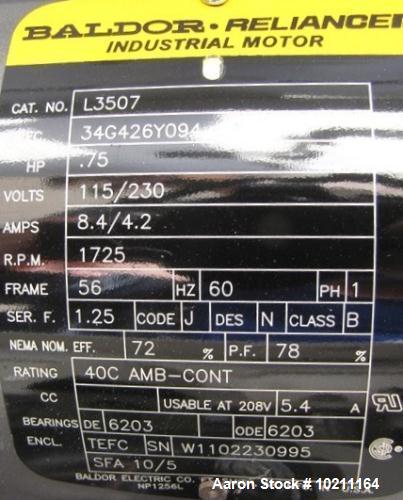 BALDOR·RELIANCER
INDUSTRIAL MOTOR
CAT. NO. L3507
34G426Y094
HP .75
VOLTS 115/230
AMPS 8.4/4.2
R.P.M. 1725
FRAME 56 HZ 60 PH 1
SER. F. 1.25 CODE J DES N CLASS B
NEMA NOM. EFF. 72 % P.F. 78 %
RATING 40C AMB-CONT
CC USABLE AT 208V 5.4 A
BEARINGS DE 6203 ODE 6203
ENCL. TEFC SN W1102230995
SFA 10/5
BALDOR ELECTRIC CO.
NP1256L
Aaron Stock #10211164